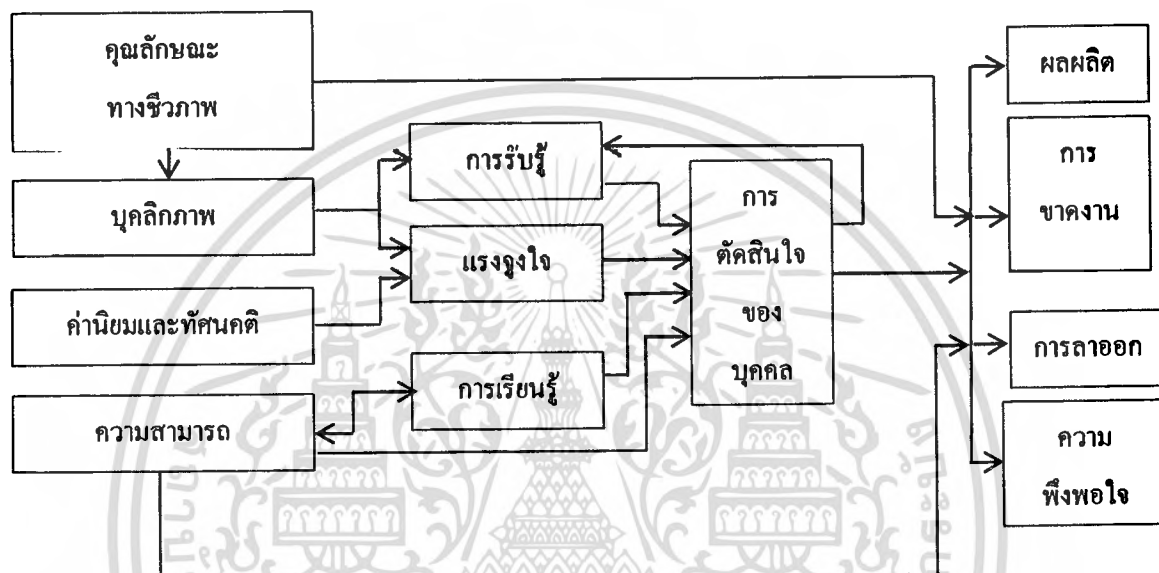 คุณลักษณะ
ทางชีวภาพ
บุคลิกภาพ
ค่านิยมและทัศนคติ
ความสามารถ
การรับรู้
แรงจูงใจ
การเรียนรู้
การ
ตัดสินใจ
ของ
บุคคล
ผลผลิต
การ
ขาดงาน
การลาออก
ความ
พึงพอใจ